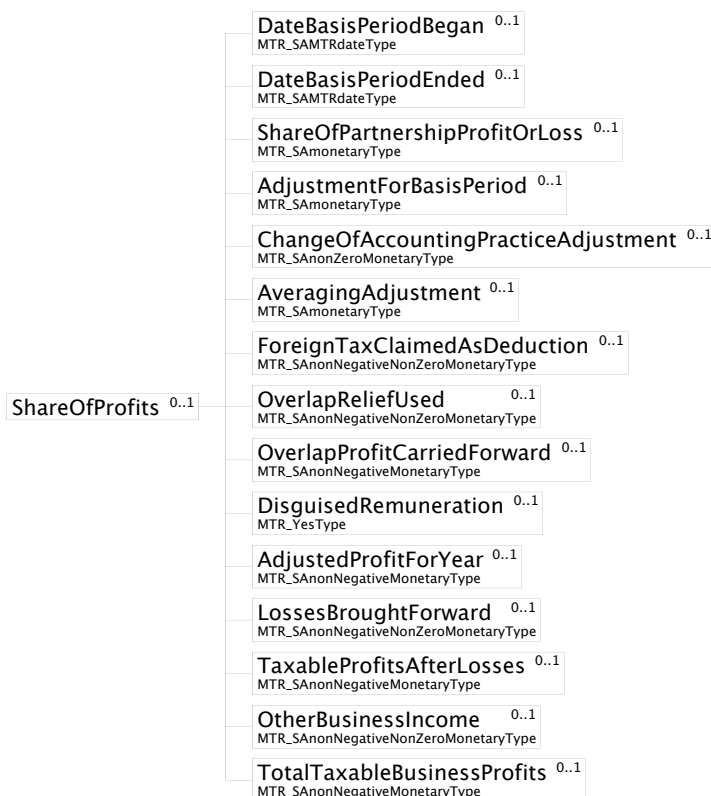 DateBasisPeriodBegan 0..1
MTR_SAMTRdateType
DateBasisPeriodEnded 0..1
MTR_SAMTRdateType
ShareOfPartnershipProfitOrLoss 0..1
MTR_SAmonetaryType
AdjustmentForBasisPeriod 0..1
MTR_SAmonetaryType
ChangeOfAccountingPracticeAdjustment 0..1
MTR_SAnonZeroMonetaryType
AveragingAdjustment 0..1
MTR_SAmonetaryType
ForeignTaxClaimedAsDeduction 0..1
MTR_SAnonNegativeNonZeroMonetaryType
ShareOfProfits 0..1
OverlapReliefUsed 0..1
MTR_SAnonNegativeNonZeroMonetaryType
OverlapProfitCarriedForward 0..1
MTR_SAnonNegativeMonetaryType
DisguisedRemuneration 0..1
MTR_YesType
AdjustedProfitForYear 0..1
MTR_SAnonNegativeMonetaryType
LossesBroughtForward 0..1
MTR_SAnonNegativeNonZeroMonetaryType
TaxableProfitsAfterLosses 0..1
MTR_SAnonNegativeMonetaryType
OtherBusinessIncome 0..1
MTR_SAnonNegativeNonZeroMonetaryType
TotalTaxableBusinessProfits 0..1
MTR_SAnonNegativeMonetaryType